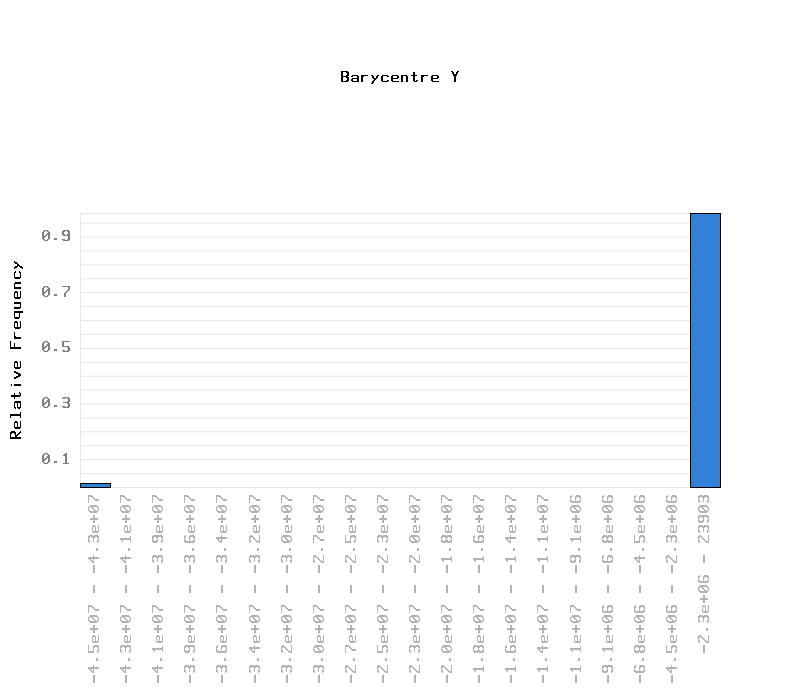 Barycentre Y
Relative Frequency
0.9
0.7
0.5
0.3
0.1
-4.5e+07 - -4.3e+07
-4.3e+07 - -4.1e+07
-4.1e+07 - -3.9e+07
-3.9e+07 - -3.6e+07
-3.6e+07 - -3.4e+07
-3.4e+07 - -3.2e+07
-3.2e+07 - -3.0e+07
-3.0e+07 - -2.7e+07
-2.7e+07 - -2.5e+07
-2.5e+07 - -2.3e+07
-2.3e+07 - -2.0e+07
-2.0e+07 - -1.8e+07
-1.8e+07 - -1.6e+07
-1.6e+07 - -1.4e+07
-1.4e+07 - -1.1e+07
-1.1e+07 - -9.1e+06
-9.1e+06 - -6.8e+06
-6.8e+06 - -4.5e+06
-4.5e+06 - -2.3e+06
-2.3e+06 - 23903